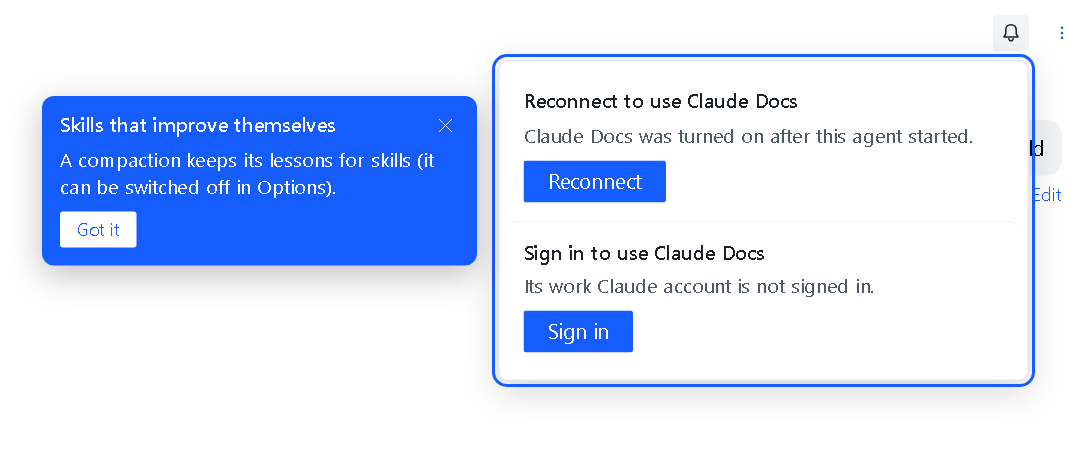 Skills that improve themselves
A compaction keeps its lessons for skills (it
can be switched off in Options).
Got it
Reconnect to use Claude Docs
Claude Docs was turned on after this agent started.
Reconnect
Sign in to use Claude Docs
Its work Claude account is not signed in.
Sign in
Edit